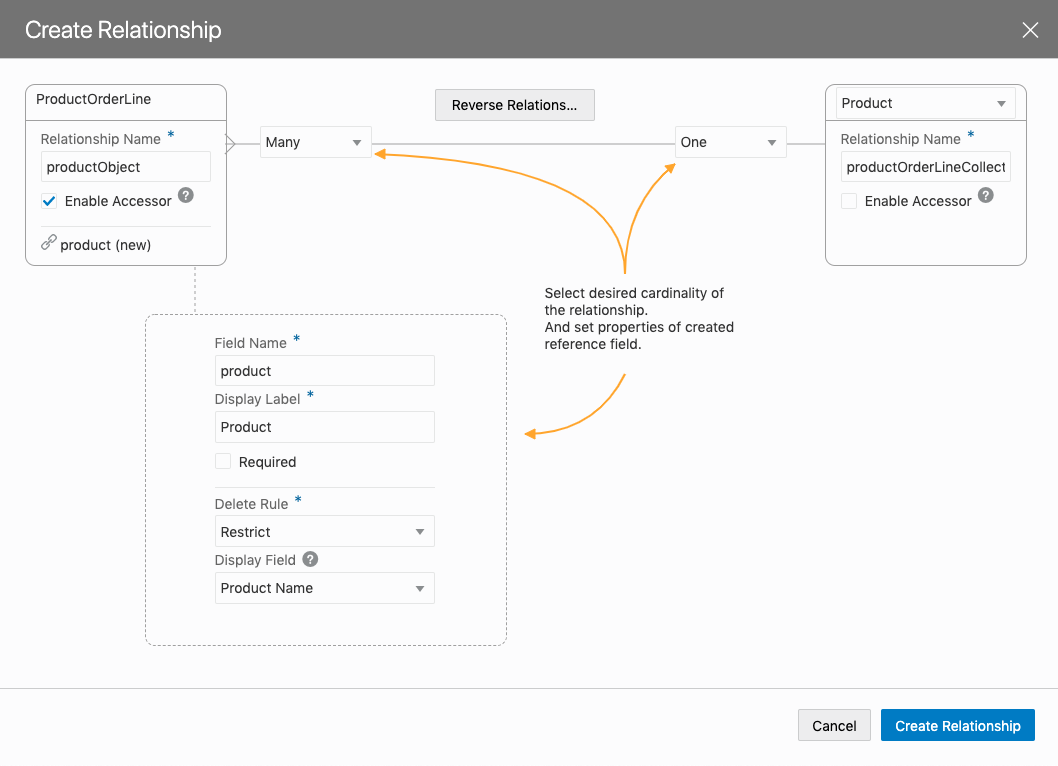 Create Relationship
ProductOrderLine
Relationship Name *
productObject
Enable Accessor ?
product (new)
Reverse Relations...
Many
One
Product
Relationship Name *
productOrderLineCollect
Enable Accessor ?
Select desired cardinality of
the relationship.
And set properties of created
reference field.
Field Name *
product
Display Label *
Product
Required
Delete Rule *
Restrict
Display Field ?
Product Name
Cancel
Create Relationship